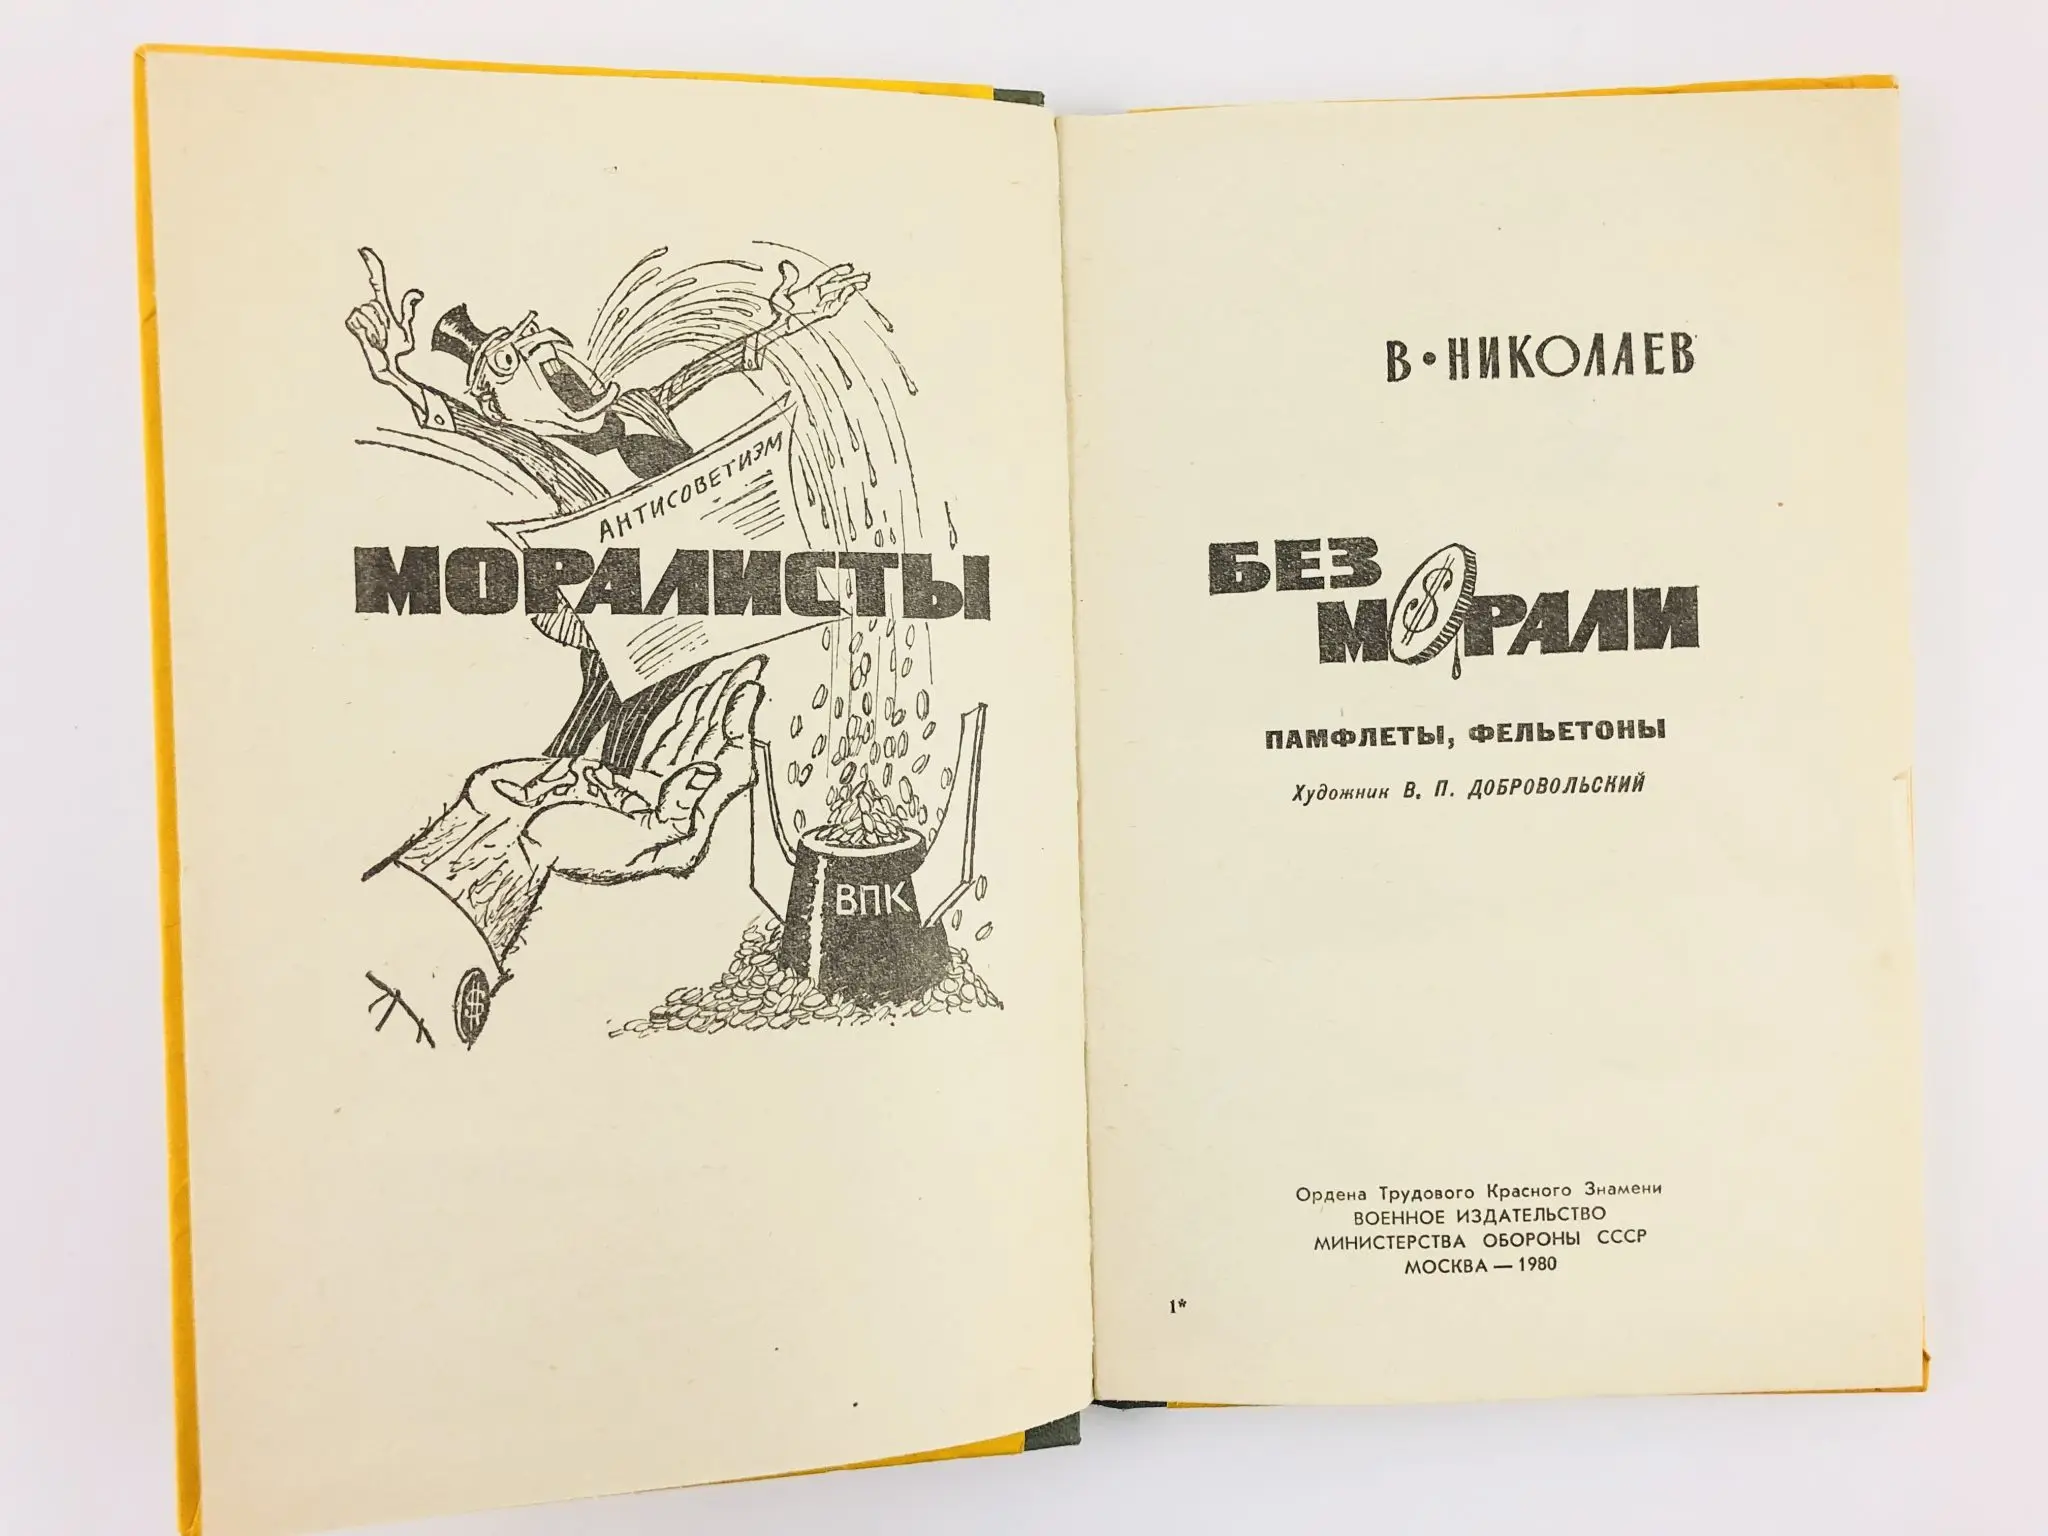 АНТИСОВЕТИЗМ
МОРАЛИСТЫ
ВПК
$
В•НИКОЛАЕВ
БЕЗ
МОРАЛИ
$
ПАМФЛЕТЫ, ФЕЛЬЕТОНЫ
Художник В. П. ДОБРОВОЛЬСКИЙ
Ордена Трудового Красного Знамени
ВОЕННОЕ ИЗДАТЕЛЬСТВО
МИНИСТЕРСТВА ОБОРОНЫ СССР
МОСКВА — 1980
1*